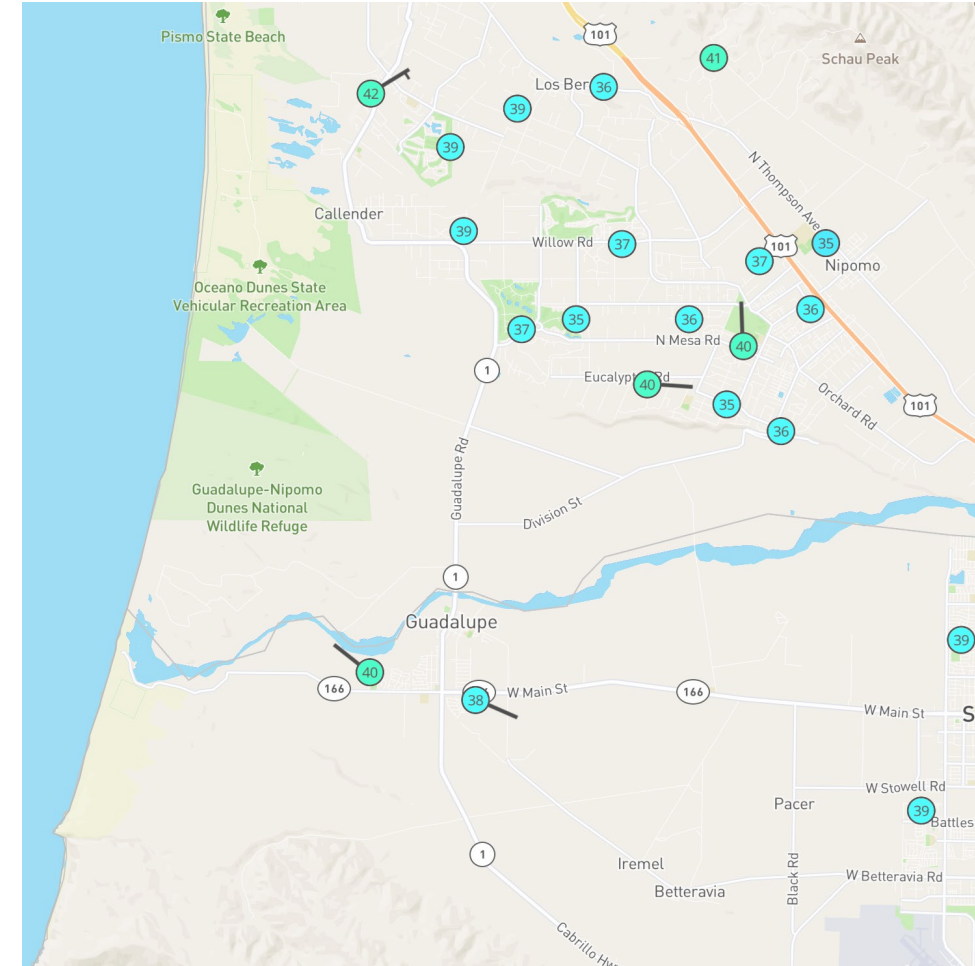 101
Pismo State Beach
41
Schau Peak
42
Los Ber
36
39
39
N Thompson Ave
Callender
39
Willow Rd
37
101
35
37
Nipomo
Oceano Dunes State
Vehicular Recreation Area
36
35
36
37
N Mesa Rd
40
1
Eucalypt
Rd
40
35
Orchard Rd
101
36
Guadalupe Rd
Guadalupe-Nipomo
Dunes National
Wildlife Refuge
Division St
1
Guadalupe
39
40
166
38
W Main St
166
W Main St
S
W Stowell Rd
Pacer
39
Battles
1
Iremel
Black Rd
W Betteravia Rd
Betteravia
Cabrillo Hwy